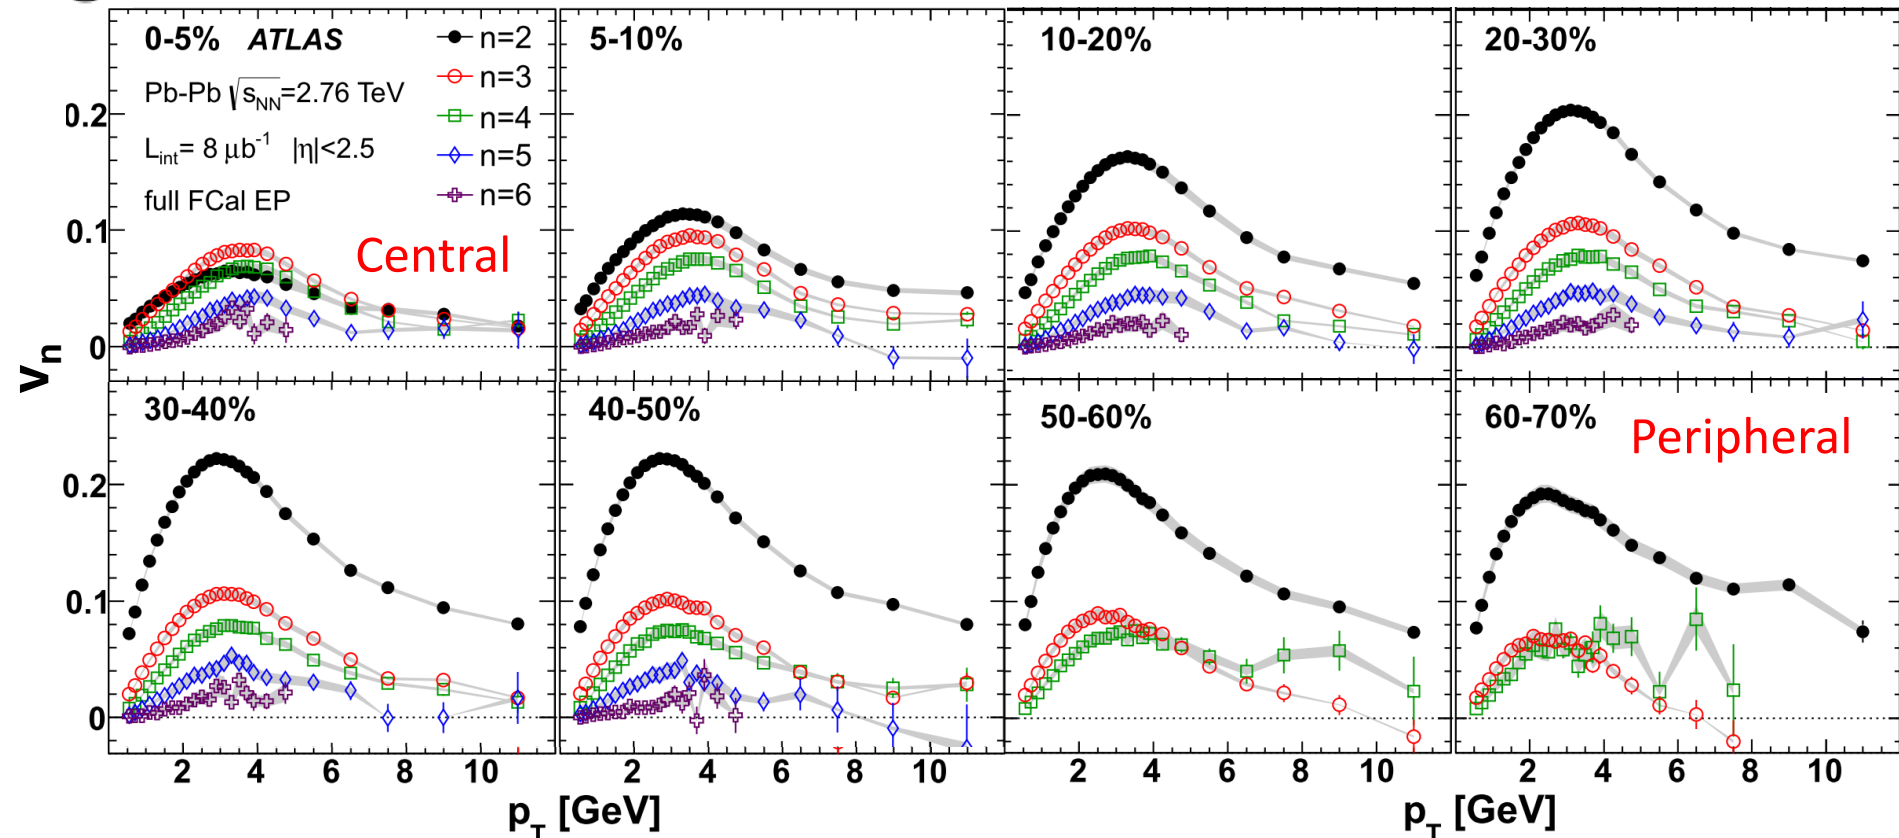 0-5% ATLAS
Pb-Pb √sNN=2.76 TeV
Lint= 8 μb-1 |η|<2.5
full FCal EP
n=2
n=3
n=4
n=5
n=6
Central
5-10%
10-20%
20-30%
0.2
0.1
0
vn
30-40%
40-50%
50-60%
60-70%
Peripheral
0.2
0.1
0
2 4 6 8 10
2 4 6 8 10
2 4 6 8 10
2 4 6 8 10
pT [GeV]
pT [GeV]